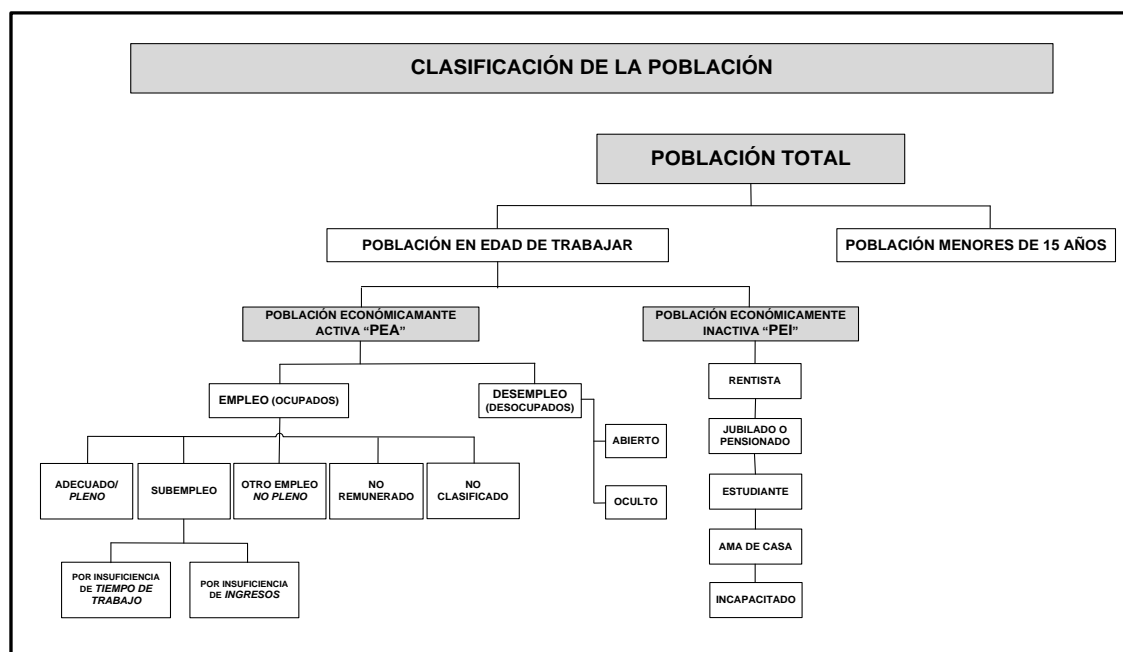 CLASIFICACIÓN DE LA POBLACIÓN
POBLACIÓN TOTAL
POBLACIÓN EN EDAD DE TRABAJAR
POBLACIÓN MENORES DE 15 AÑOS
POBLACIÓN ECONÓMICAMANTE
ACTIVA “PEA”
POBLACIÓN ECONÓMICAMENTE
INACTIVA “PEI”
EMPLEO (OCUPADOS)
DESEMPLEO
(DESOCUPADOS)
ABIERTO
OCULTO
ADECUADO/
PLENO
SUBEMPLEO
OTRO EMPLEO
NO PLENO
NO
REMUNERADO
NO
CLASIFICADO
POR INSUFICIENCIA
DE TIEMPO DE
TRABAJO
POR INSUFICIENCIA
DE INGRESOS
RENTISTA
JUBILADO O
PENSIONADO
ESTUDIANTE
AMA DE CASA
INCAPACITADO